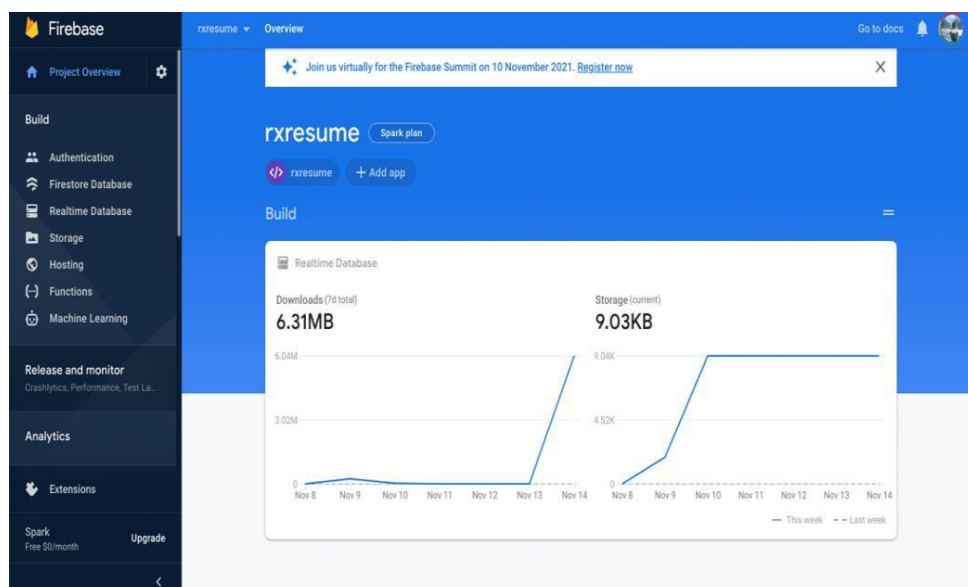 Firebase
rxresume
Overview
Go to docs
Project Overview
Join us virtually for the Firebase Summit on 10 November 2021. Register now
Build
Authentication
Firestore Database
Realtime Database
Storage
Hosting
Functions
Machine Learning
Release and monitor
Crashlytics, Performance, Test La...
Analytics
Extensions
Spark
Free $0/month
Upgrade
rxresume
Spark plan
rxresume
+ Add app
Build
Realtime Database
Downloads (7d total)
6.31MB
6.04M
3.02M
0
Nov 8 Nov 9 Nov 10 Nov 11 Nov 12 Nov 13 Nov 14
Storage (current)
9.03KB
9.04K
4.52K
0
Nov 8 Nov 9 Nov 10 Nov 11 Nov 12 Nov 13 Nov 14
This week Last week